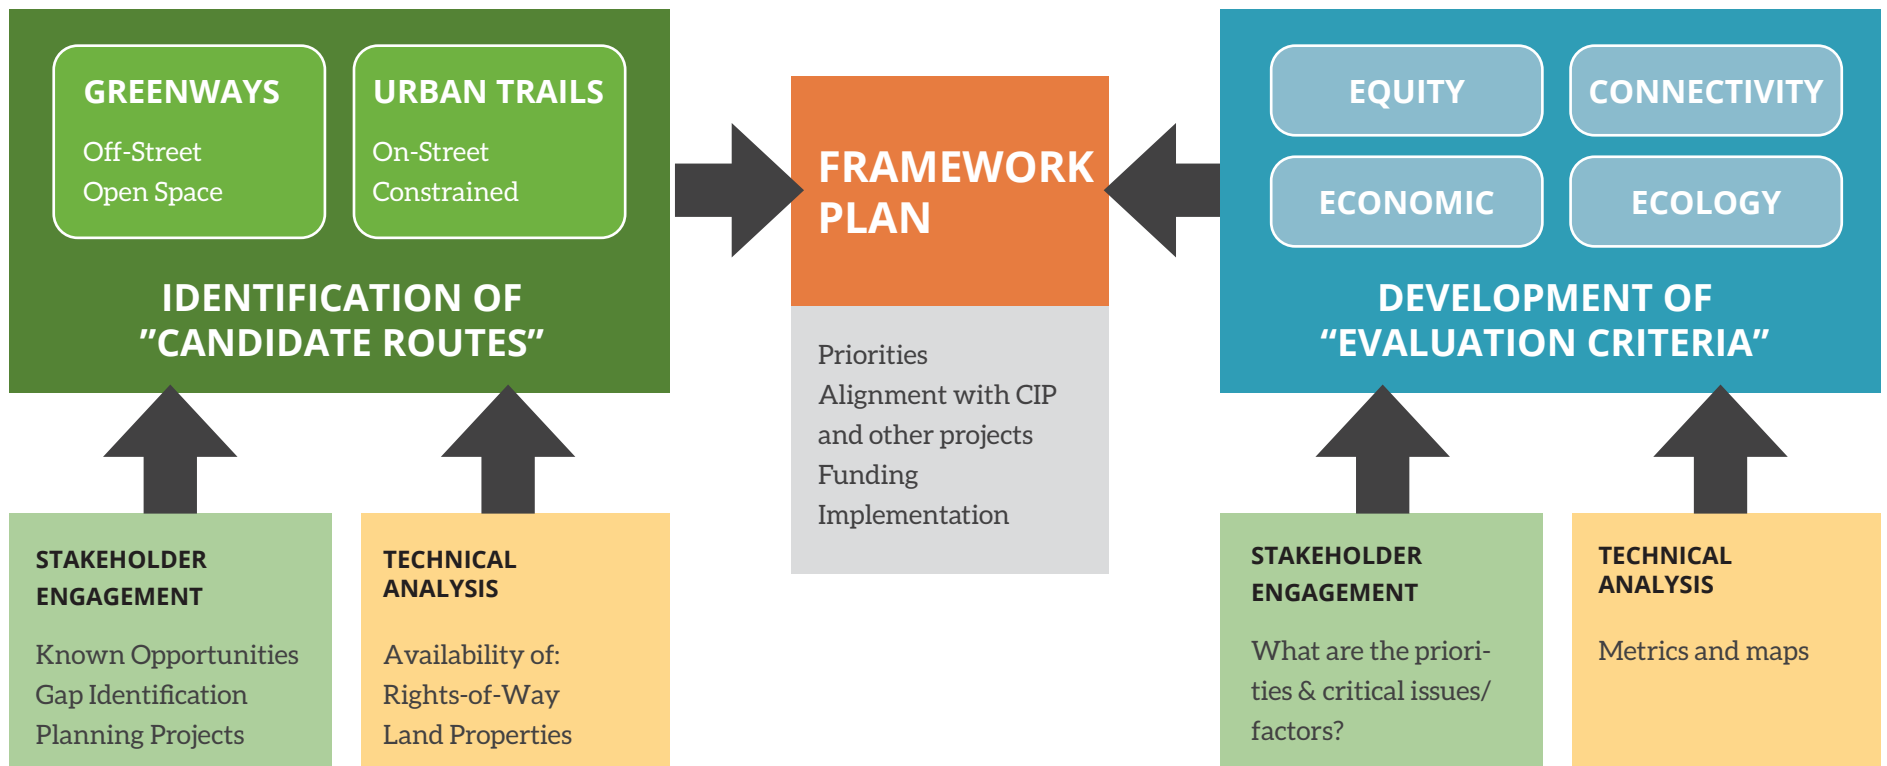 GREENWAYS
Off-Street
Open Space
URBAN TRAILS
On-Street
Constrained
IDENTIFICATION OF
”CANDIDATE ROUTES”
STAKEHOLDER
ENGAGEMENT
Known Opportunities
Gap Identification
Planning Projects
TECHNICAL
ANALYSIS
Availability of:
Rights-of-Way
Land Properties
FRAMEWORK
PLAN
Priorities
Alignment with CIP
and other projects
Funding
Implementation
EQUITY
CONNECTIVITY
ECONOMIC
ECOLOGY
DEVELOPMENT OF
“EVALUATION CRITERIA”
STAKEHOLDER
ENGAGEMENT
What are the priori-
ties & critical issues/
factors?
TECHNICAL
ANALYSIS
Metrics and maps